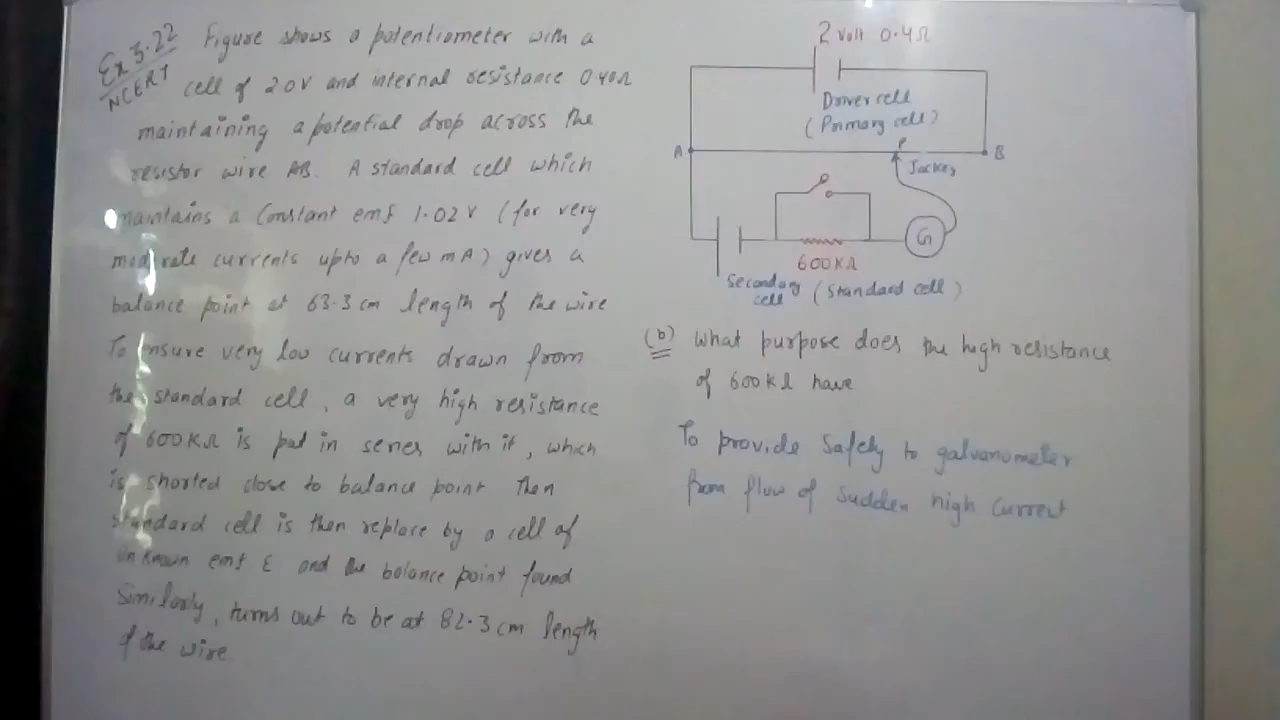 Ex 3.22
NCERT
Figure shows a potentiometer with a
cell of 2.0V and internal resistance 0.40Ω
maintaining a potential drop across the
resistor wire AB. A standard cell which
maintains a constant emf 1.02V (for very
moderate currents upto a few mA) gives a
balance point at 63.3 cm length of the wire
To ensure very low currents drawn from
the standard cell, a very high resistance
of 600KΩ is put in series with it, which
is shorted close to balance point. Then
standard cell is then replace by a cell of
unknown emf ε and the balance point found
Similarly, turns out to be at 82.3 cm length
of the wire
2 volt 0.4Ω
Driver cell
(Primary cell)
A
P
B
Jockey
G
600KΩ
Secondary
cell
(Standard cell)
(b) What purpose does the high resistance
of 600KΩ have
To provide safety to galvanometer
from flow of sudden high current